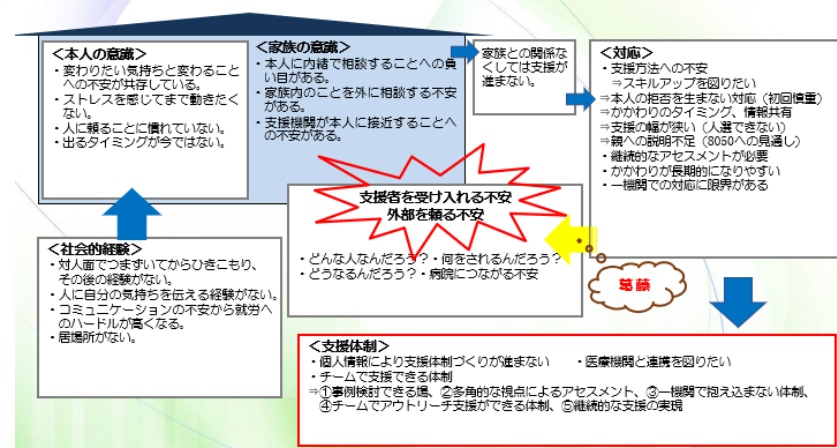 ＜本人の意識＞
・変わりたい気持ちと変わること
への不安が共存している。
・ストレスを感じてまで動きたく
ない。
・人に頼ることに慣れていない。
・出るタイミングが今ではない。
＜家族の意識＞
・本人に内緒で相談することへの負
い目がある。
・家族内のことを外に相談する不安
がある。
・支援機関が本人に接近することへ
の不安がある。
家族との関係な
くしては支援が
進まない。
＜対応＞
・支援方法への不安
⇒スキルアップを図りたい
⇒本人の拒否を生まない対応（初回慎重）
⇒かかわりのタイミング、情報共有
⇒支援の幅が狭い（人選できない）
⇒親への説明不足（8050への見通し）
・継続的なアセスメントが必要
・かかわりが長期的になりやすい
・一機関での対応に限界がある
支援者を受け入れる不安
外部を頼る不安
・どんな人なんだろう？・何をされるんだろう？
・どうなるんだろう？・病院につながる不安
葛藤
＜社会的経験＞
・対人面でつまずいてからひきこもり、
その後の経験がない。
・人に自分の気持ちを伝える経験がない。
・コミュニケーションの不安から就労へ
のハードルが高くなる。
・居場所がない。
＜支援体制＞
・個人情報により支援体制づくりが進まない　・医療機関と連携を図りたい
・チームで支援できる体制
⇒①事例検討できる場、②多角的な視点によるアセスメント、③一機関で抱え込まない体制、
④チームでアウトリーチ支援ができる体制、⑤継続的な支援の実現